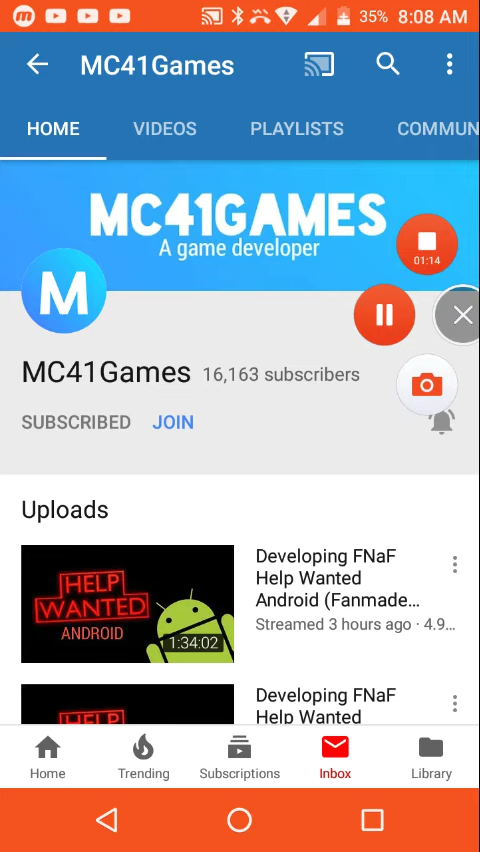 35% 8:08 AM
MC41Games
HOME VIDEOS PLAYLISTS COMMUN
MC41GAMES
A game developer
01:14
M
MC41Games 16,163 subscribers
SUBSCRIBED JOIN
Uploads
HELP
WANTED
ANDROID
1:34:02
Developing FNaF
Help Wanted
Android (Fanmade...
Streamed 3 hours ago · 4.9...
HELP
Developing FNaF
Help Wanted
Home Trending Subscriptions Inbox Library